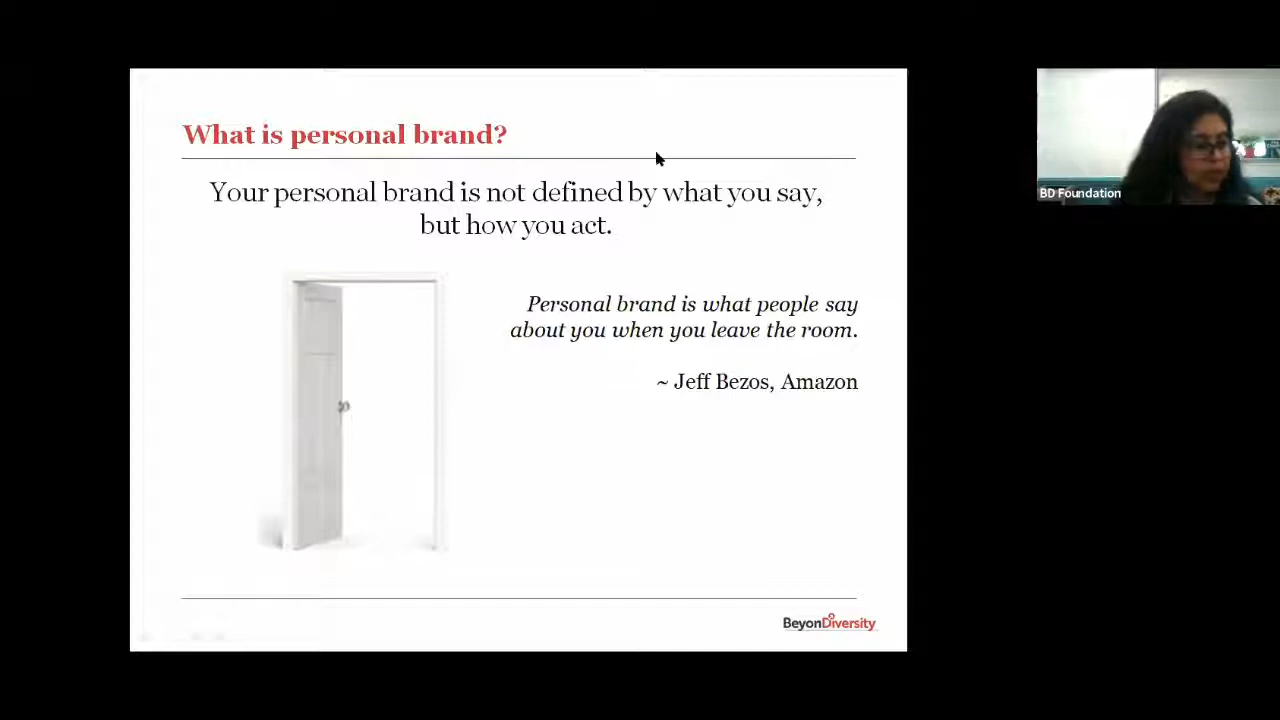 What is personal brand?
Your personal brand is not defined by what you say,
but how you act.
Personal brand is what people say
about you when you leave the room.
~ Jeff Bezos, Amazon
BeyonDiversity
BD Foundation